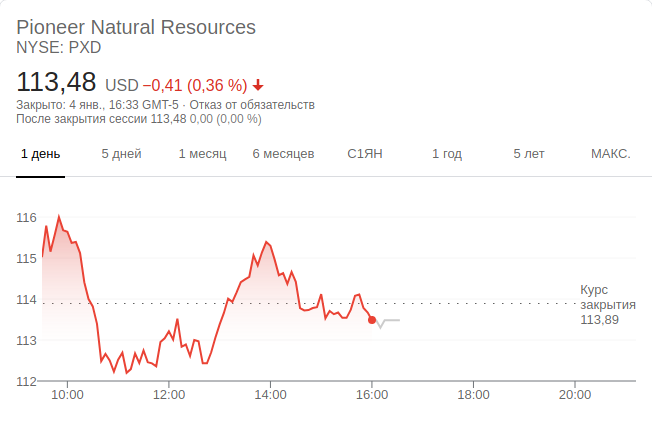 Pioneer Natural Resources
NYSE: PXD
113,48 USD −0,41 (0,36 %)
Закрыто: 4 янв., 16:33 GMT-5 · Отказ от обязательств
После закрытия сессии 113,48 0,00 (0,00 %)
1 день 5 дней 1 месяц 6 месяцев С1ЯН 1 год 5 лет МАКС.
116
115
114
113
112
Курс
закрытия
113,89
10:00 12:00 14:00 16:00 18:00 20:00